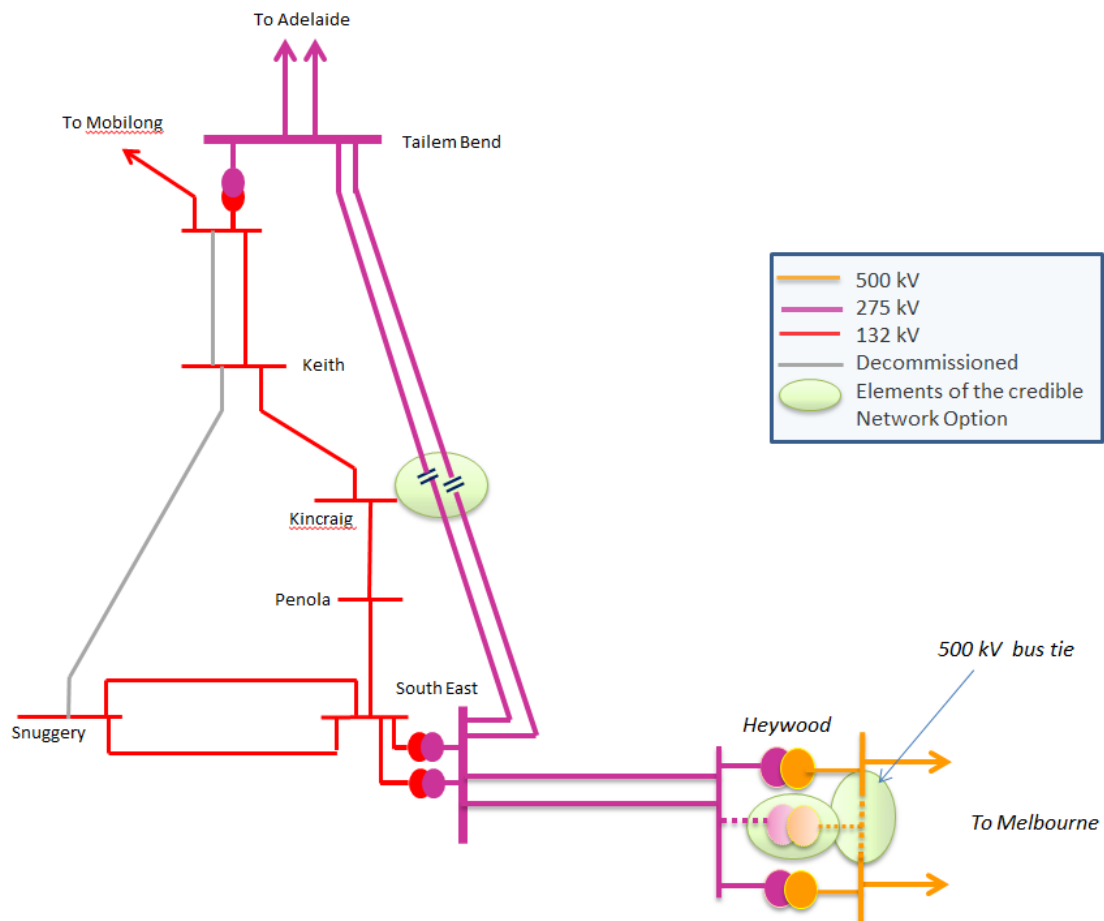 To Adelaide
To Mobilong
Tailem Bend
500 kV
275 kV
132 kV
Decommissioned
Elements of the credible
Network Option
Keith
Kincraig
Penola
500 kV bus tie
South East
Snuggery
Heywood
To Melbourne